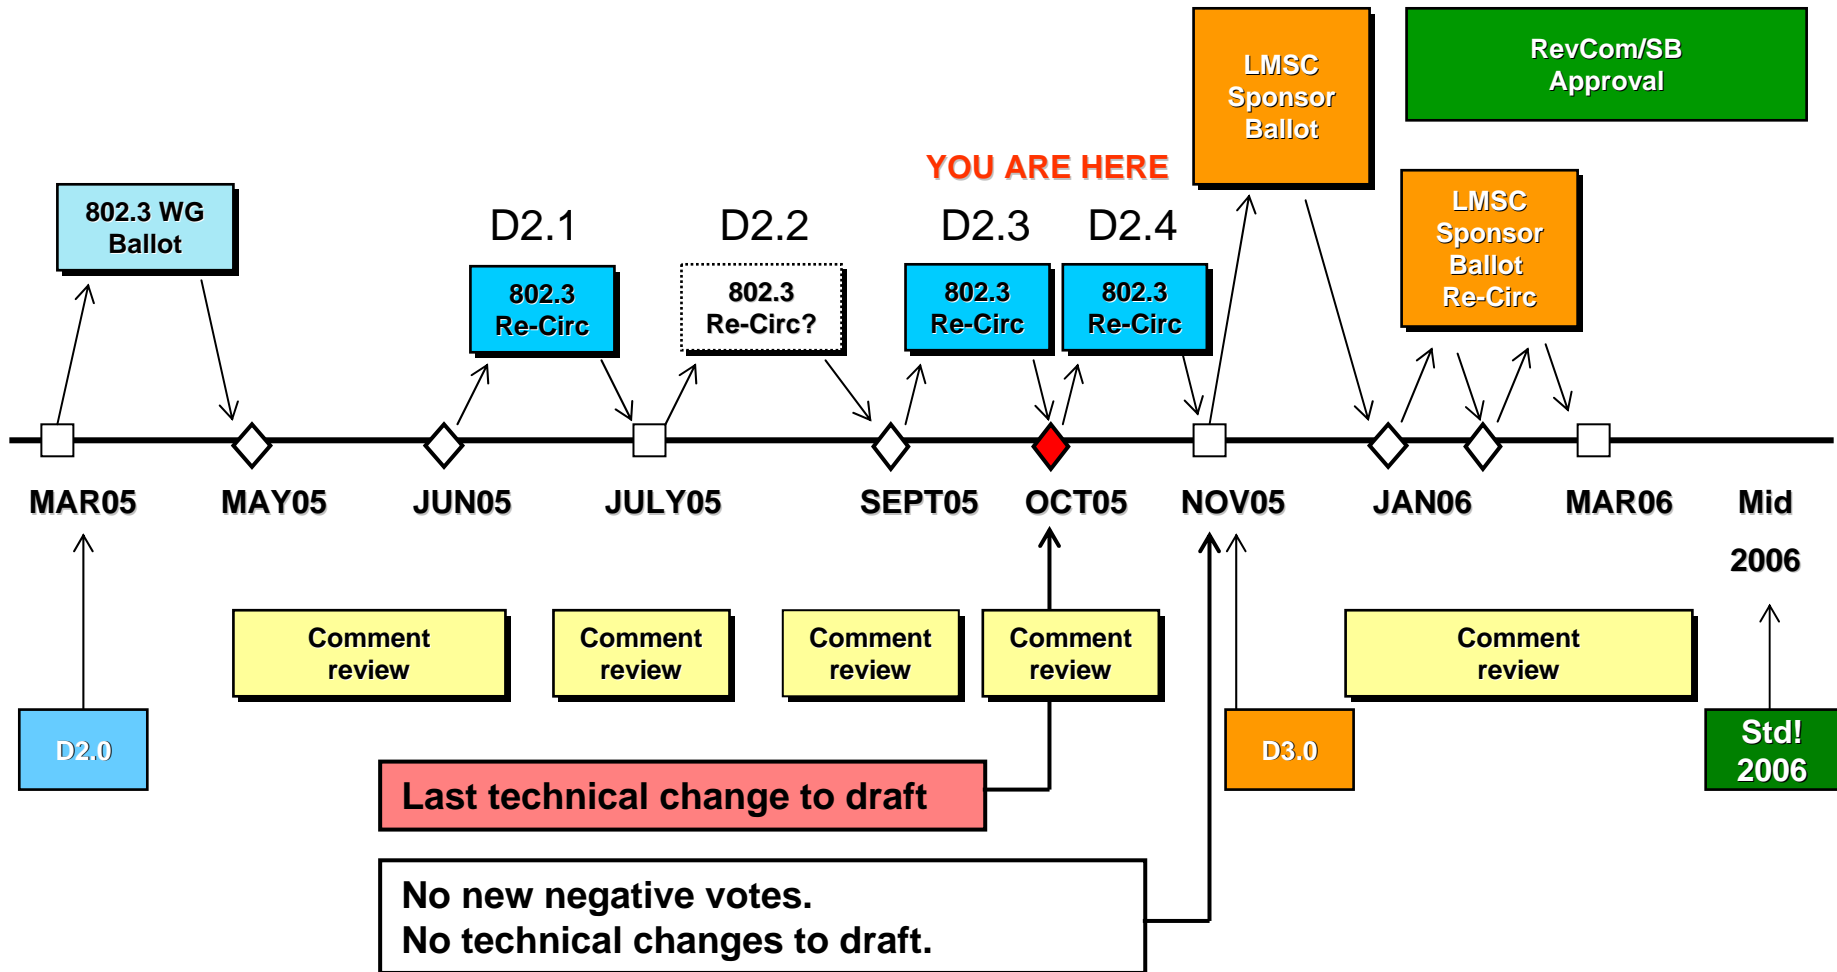 LMSC
Sponsor
Ballot
RevCom/SB
Approval
YOU ARE HERE
802.3 WG
Ballot
D2.1
D2.2
D2.3
D2.4
LMSC
Sponsor
Ballot
Re-Circ
802.3
Re-Circ
802.3
Re-Circ?
802.3
Re-Circ
802.3
Re-Circ
MAR05
MAY05
JUN05
JULY05
SEPT05
OCT05
NOV05
JAN06
MAR06
Mid
2006
Comment
review
Comment
review
Comment
review
Comment
review
Comment
review
D2.0
D3.0
Std!
2006
Last technical change to draft
No new negative votes.
No technical changes to draft.